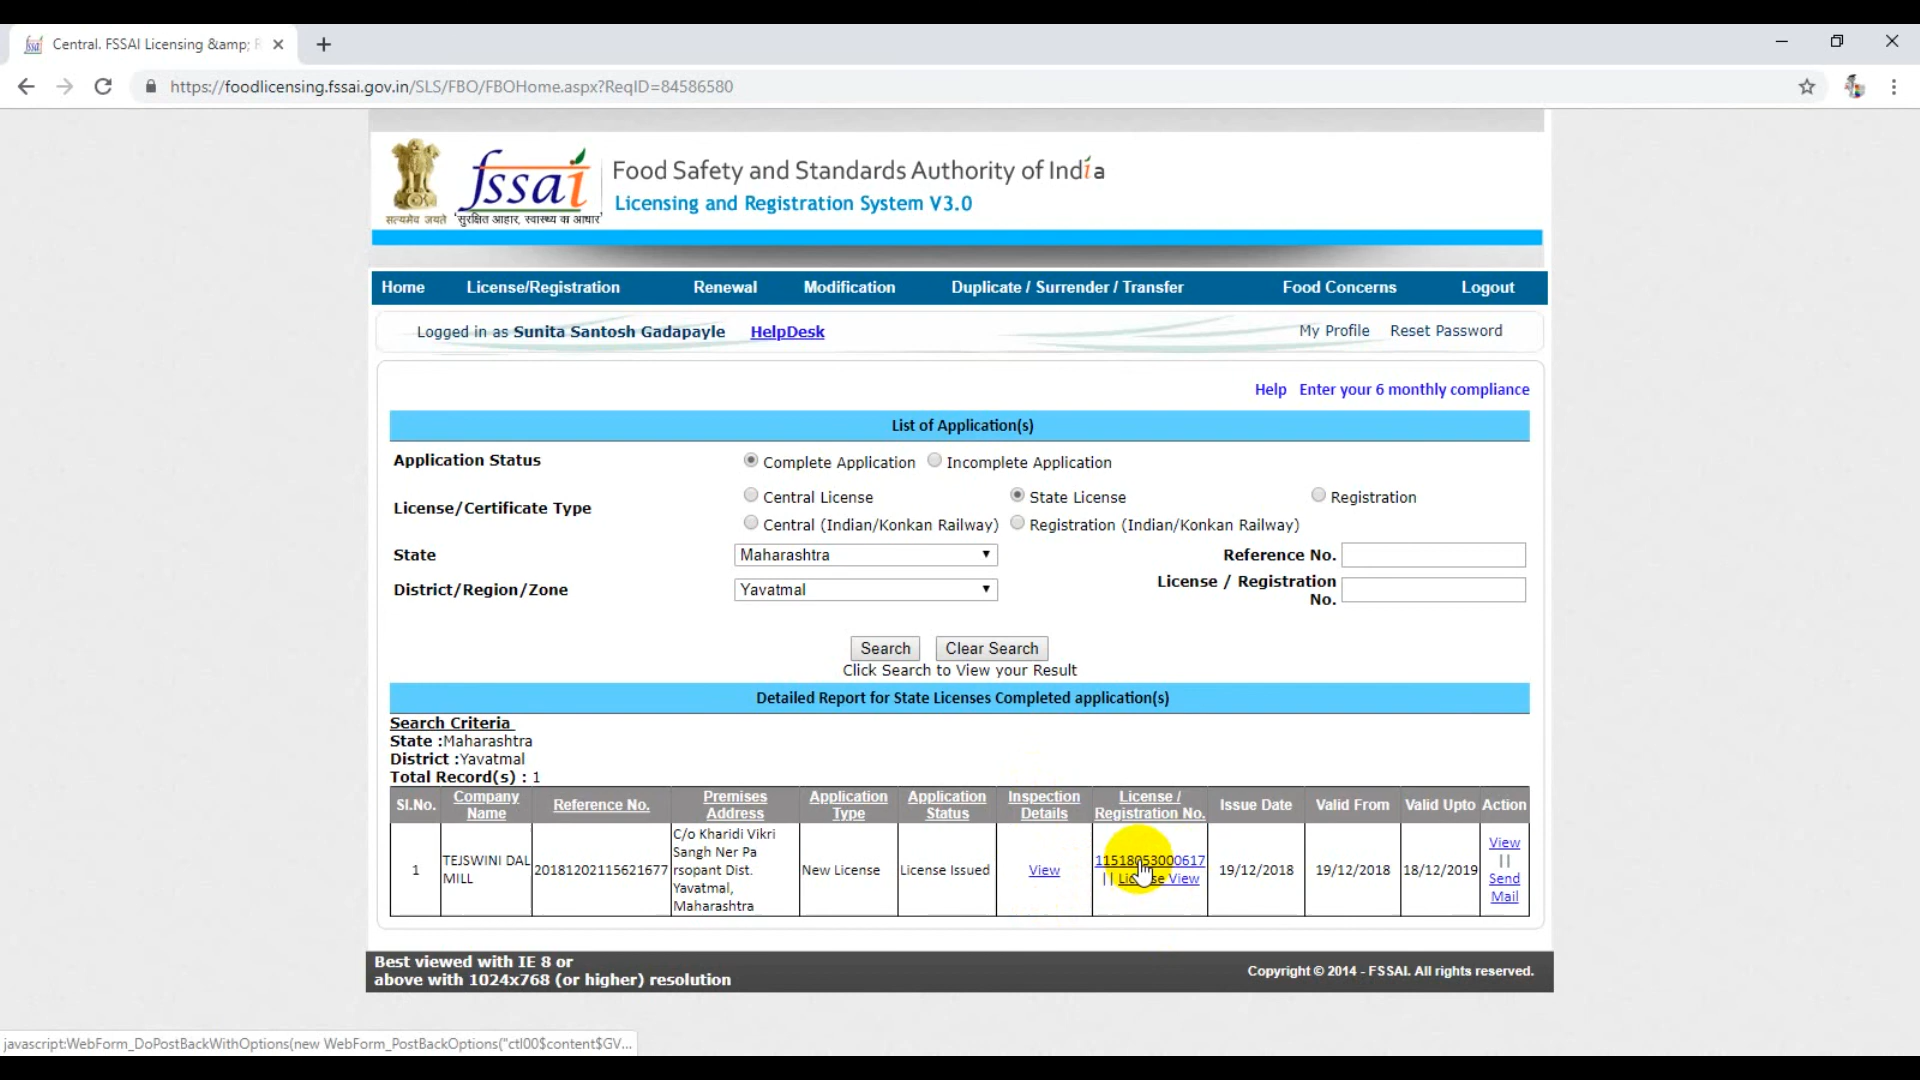 Central. FSSAI Licensing &amp; R
https://foodlicensing.fssai.gov.in/SLS/FBO/FBOHome.aspx?ReqID=84586580
सत्यमेव जयते
fssai
'सुरक्षित आहार, स्वास्थ्य का आधार'
Food Safety and Standards Authority of India
Licensing and Registration System V3.0
Home License/Registration Renewal Modification Duplicate / Surrender / Transfer Food Concerns Logout
Logged in as Sunita Santosh Gadapayle HelpDesk My Profile Reset Password
Help Enter your 6 monthly compliance
List of Application(s)
Application Status Complete Application Incomplete Application
License/Certificate Type Central License State License Registration
Central (Indian/Konkan Railway) Registration (Indian/Konkan Railway)
State Maharashtra Reference No.
District/Region/Zone Yavatmal License / Registration No.
Search Clear Search
Click Search to View your Result
Detailed Report for State Licenses Completed application(s)
Search Criteria
State :Maharashtra
District :Yavatmal
Total Record(s) : 1
Sl.No. Company Name Reference No. Premises Address Application Type Application Status Inspection Details License / Registration No. Issue Date Valid From Valid Upto Action
1 TEJSWINI DAL MILL 20181202115621677 C/o Kharidi Vikri Sangh Ner Pa rsopant Dist. Yavatmal, Maharashtra New License License Issued View 11518053000617 || License View 19/12/2018 19/12/2018 18/12/2019 View || Send Mail
Best viewed with IE 8 or
above with 1024x768 (or higher) resolution
Copyright © 2014 - FSSAI. All rights reserved.
javascript:WebForm_DoPostBackWithOptions(new WebForm_PostBackOptions("ctl00$content$GV...